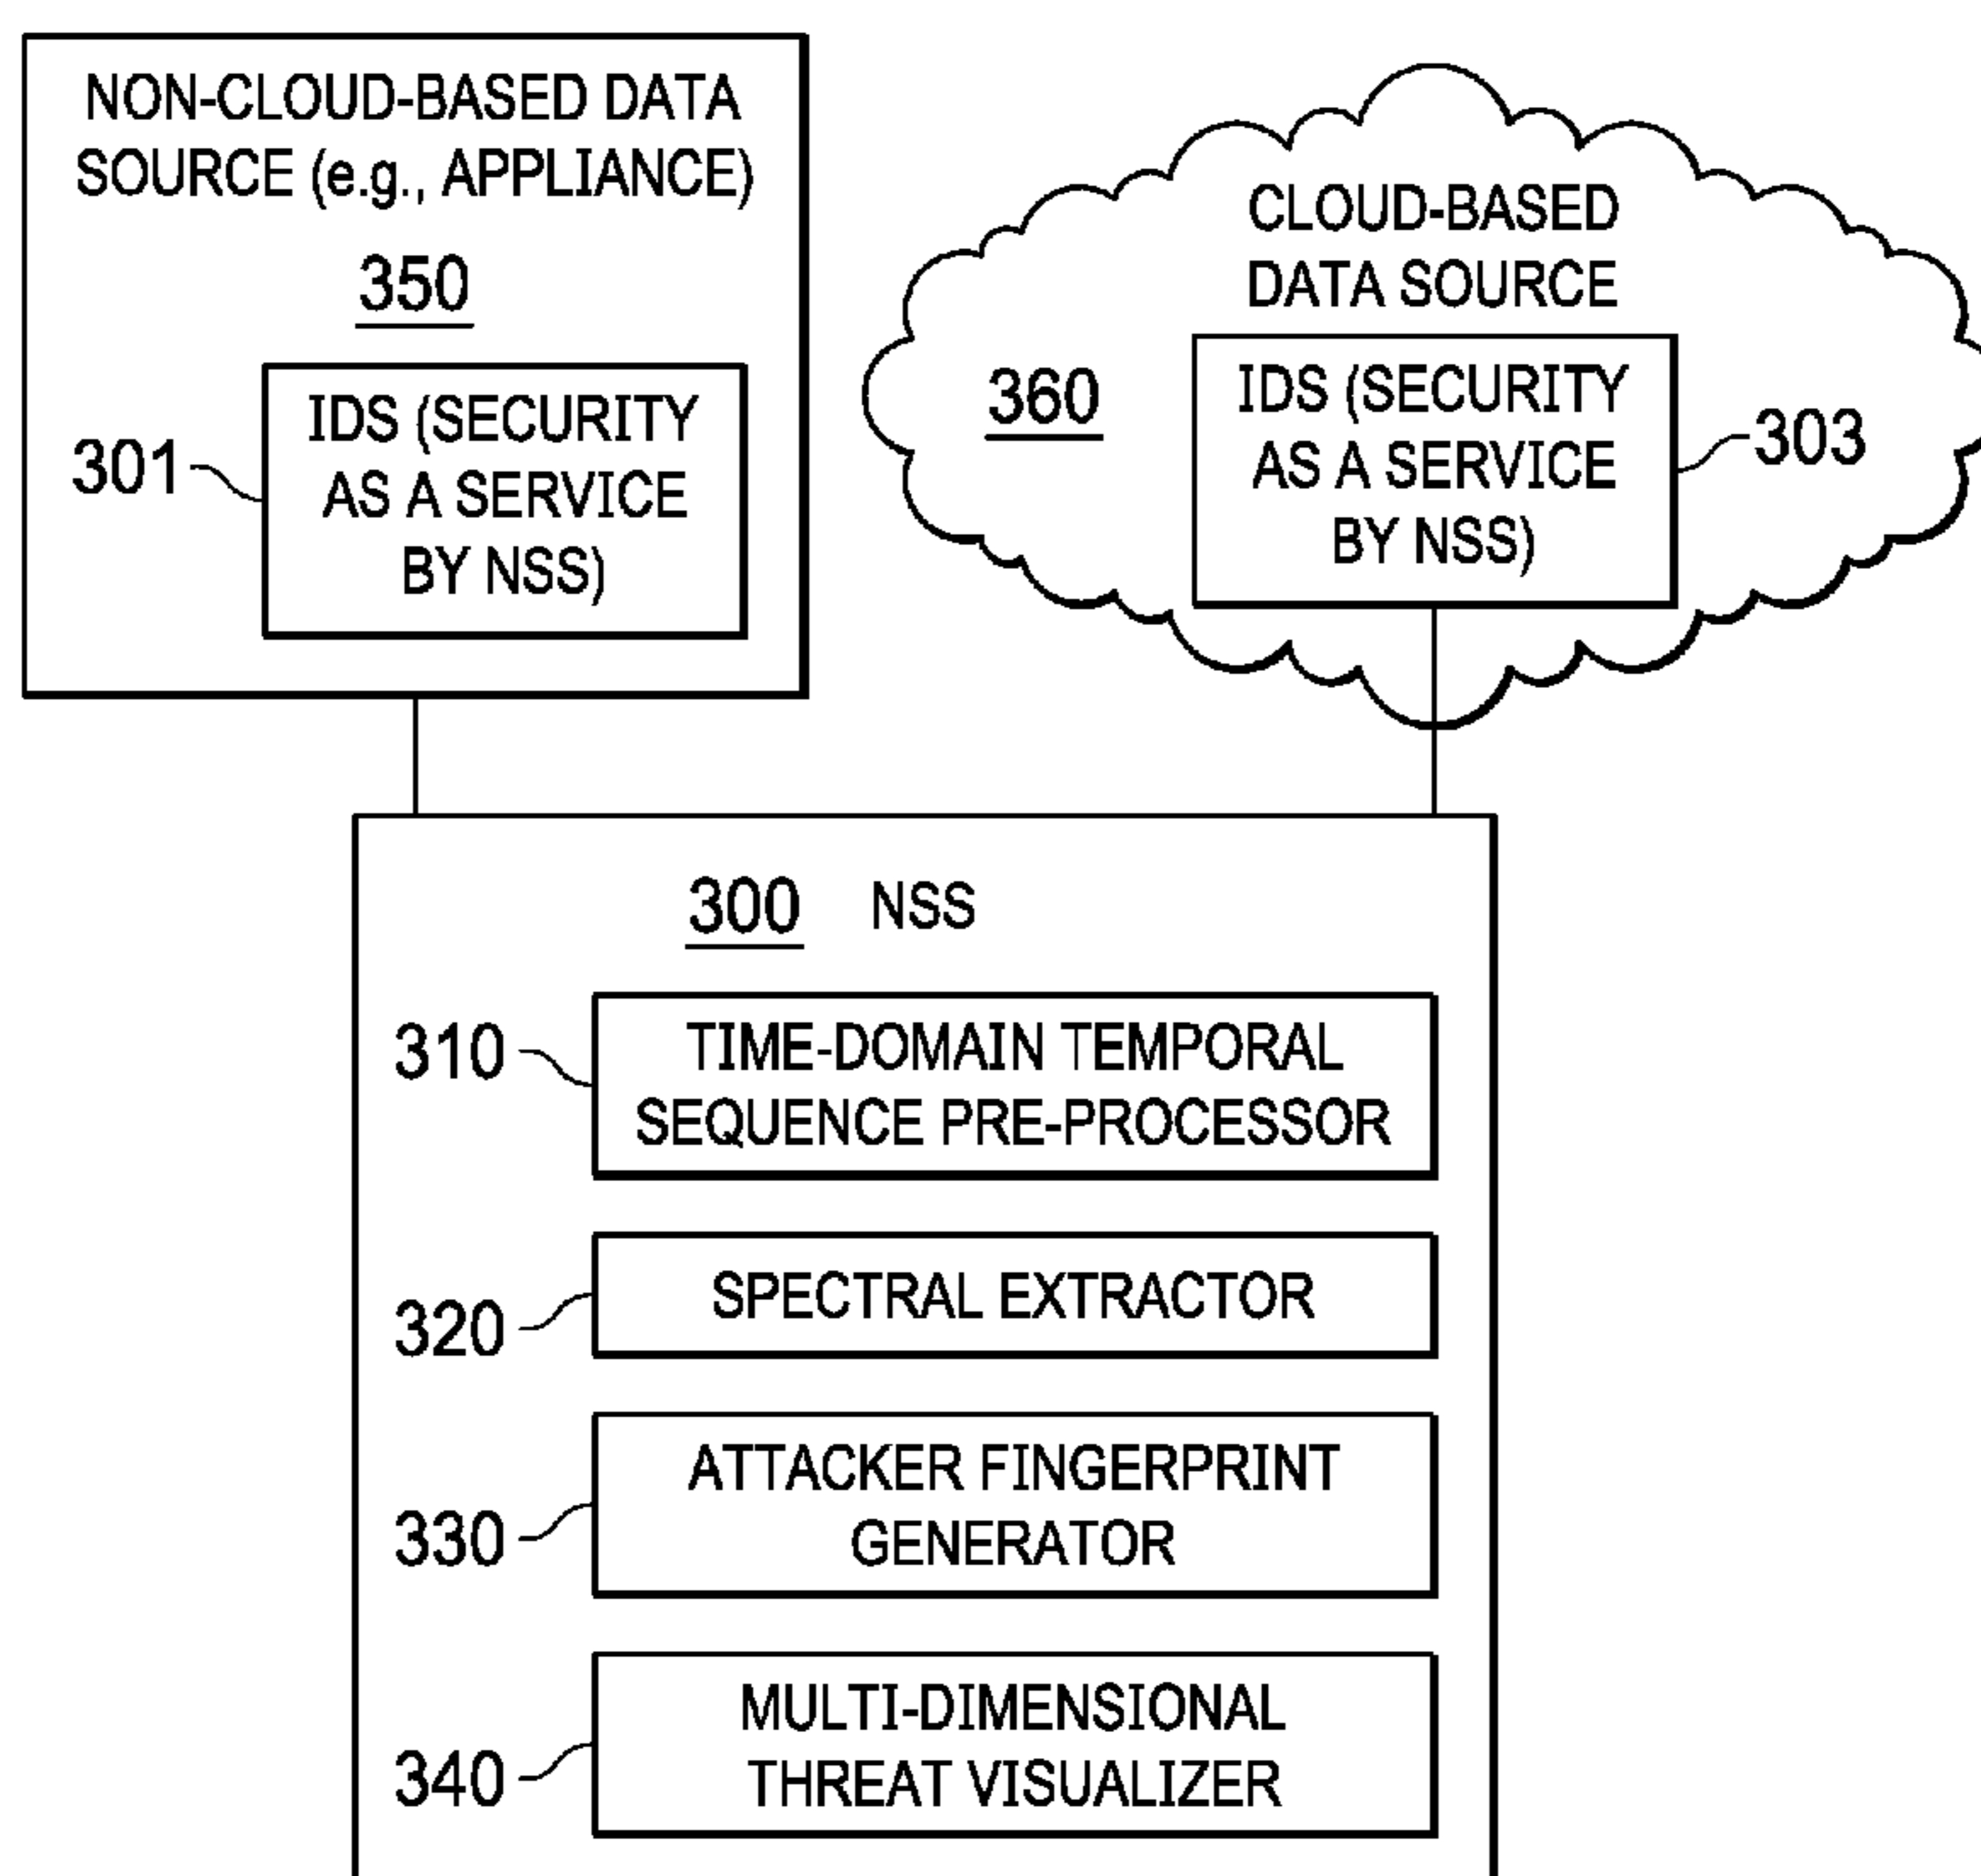 NON-CLOUD-BASED DATA
SOURCE (e.g., APPLIANCE)
350
301
IDS (SECURITY
AS A SERVICE
BY NSS)
CLOUD-BASED
DATA SOURCE
360
IDS (SECURITY
AS A SERVICE
BY NSS)
303
300 NSS
310
TIME-DOMAIN TEMPORAL
SEQUENCE PRE-PROCESSOR
320
SPECTRAL EXTRACTOR
330
ATTACKER FINGERPRINT
GENERATOR
340
MULTI-DIMENSIONAL
THREAT VISUALIZER